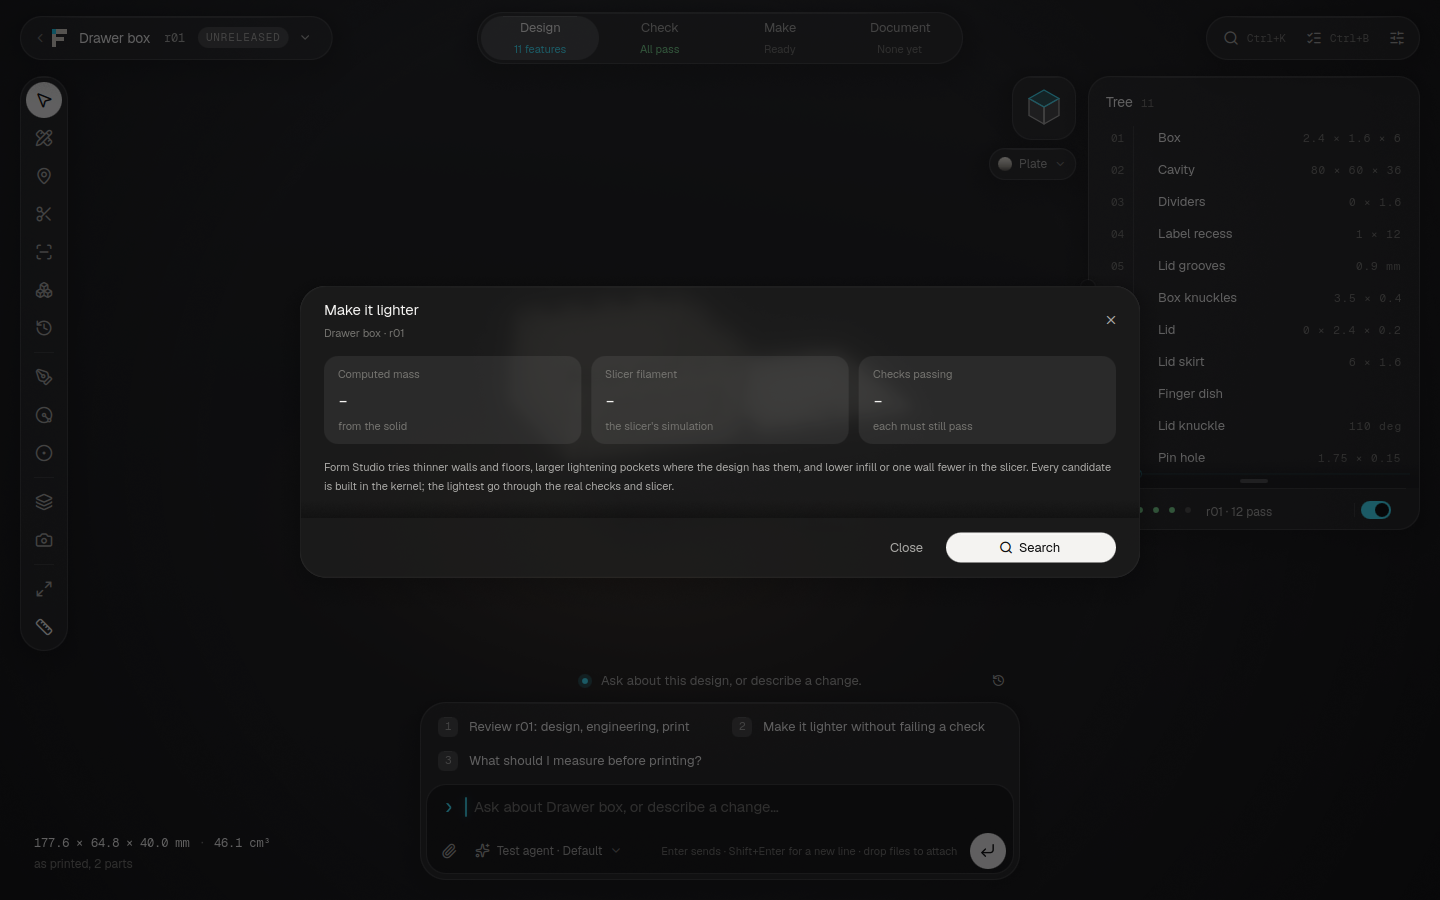 Drawer box r01 UNRELEASED
Design
11 features
Check
All pass
Make
Ready
Document
None yet
Ctrl+K
Ctrl+B
Plate
Tree 11
01 Box 2.4 × 1.6 × 6
02 Cavity 80 × 60 × 36
03 Dividers 0 × 1.6
04 Label recess 1 × 12
05 Lid grooves 0.9 mm
Box knuckles 3.5 × 0.4
Lid 0 × 2.4 × 0.2
Lid skirt 6 × 1.6
Finger dish
Lid knuckle 110 deg
Pin hole 1.75 × 0.15
r01 · 12 pass
Make it lighter
Drawer box · r01
Computed mass
–
from the solid
Slicer filament
–
the slicer's simulation
Checks passing
–
each must still pass
Form Studio tries thinner walls and floors, larger lightening pockets where the design has them, and lower infill or one wall fewer in the slicer. Every candidate
is built in the kernel; the lightest go through the real checks and slicer.
Close
Search
Ask about this design, or describe a change.
1 Review r01: design, engineering, print
2 Make it lighter without failing a check
3 What should I measure before printing?
Ask about Drawer box, or describe a change...
Test agent · Default
Enter sends · Shift+Enter for a new line · drop files to attach
177.6 × 64.8 × 40.0 mm · 46.1 cm³
as printed, 2 parts